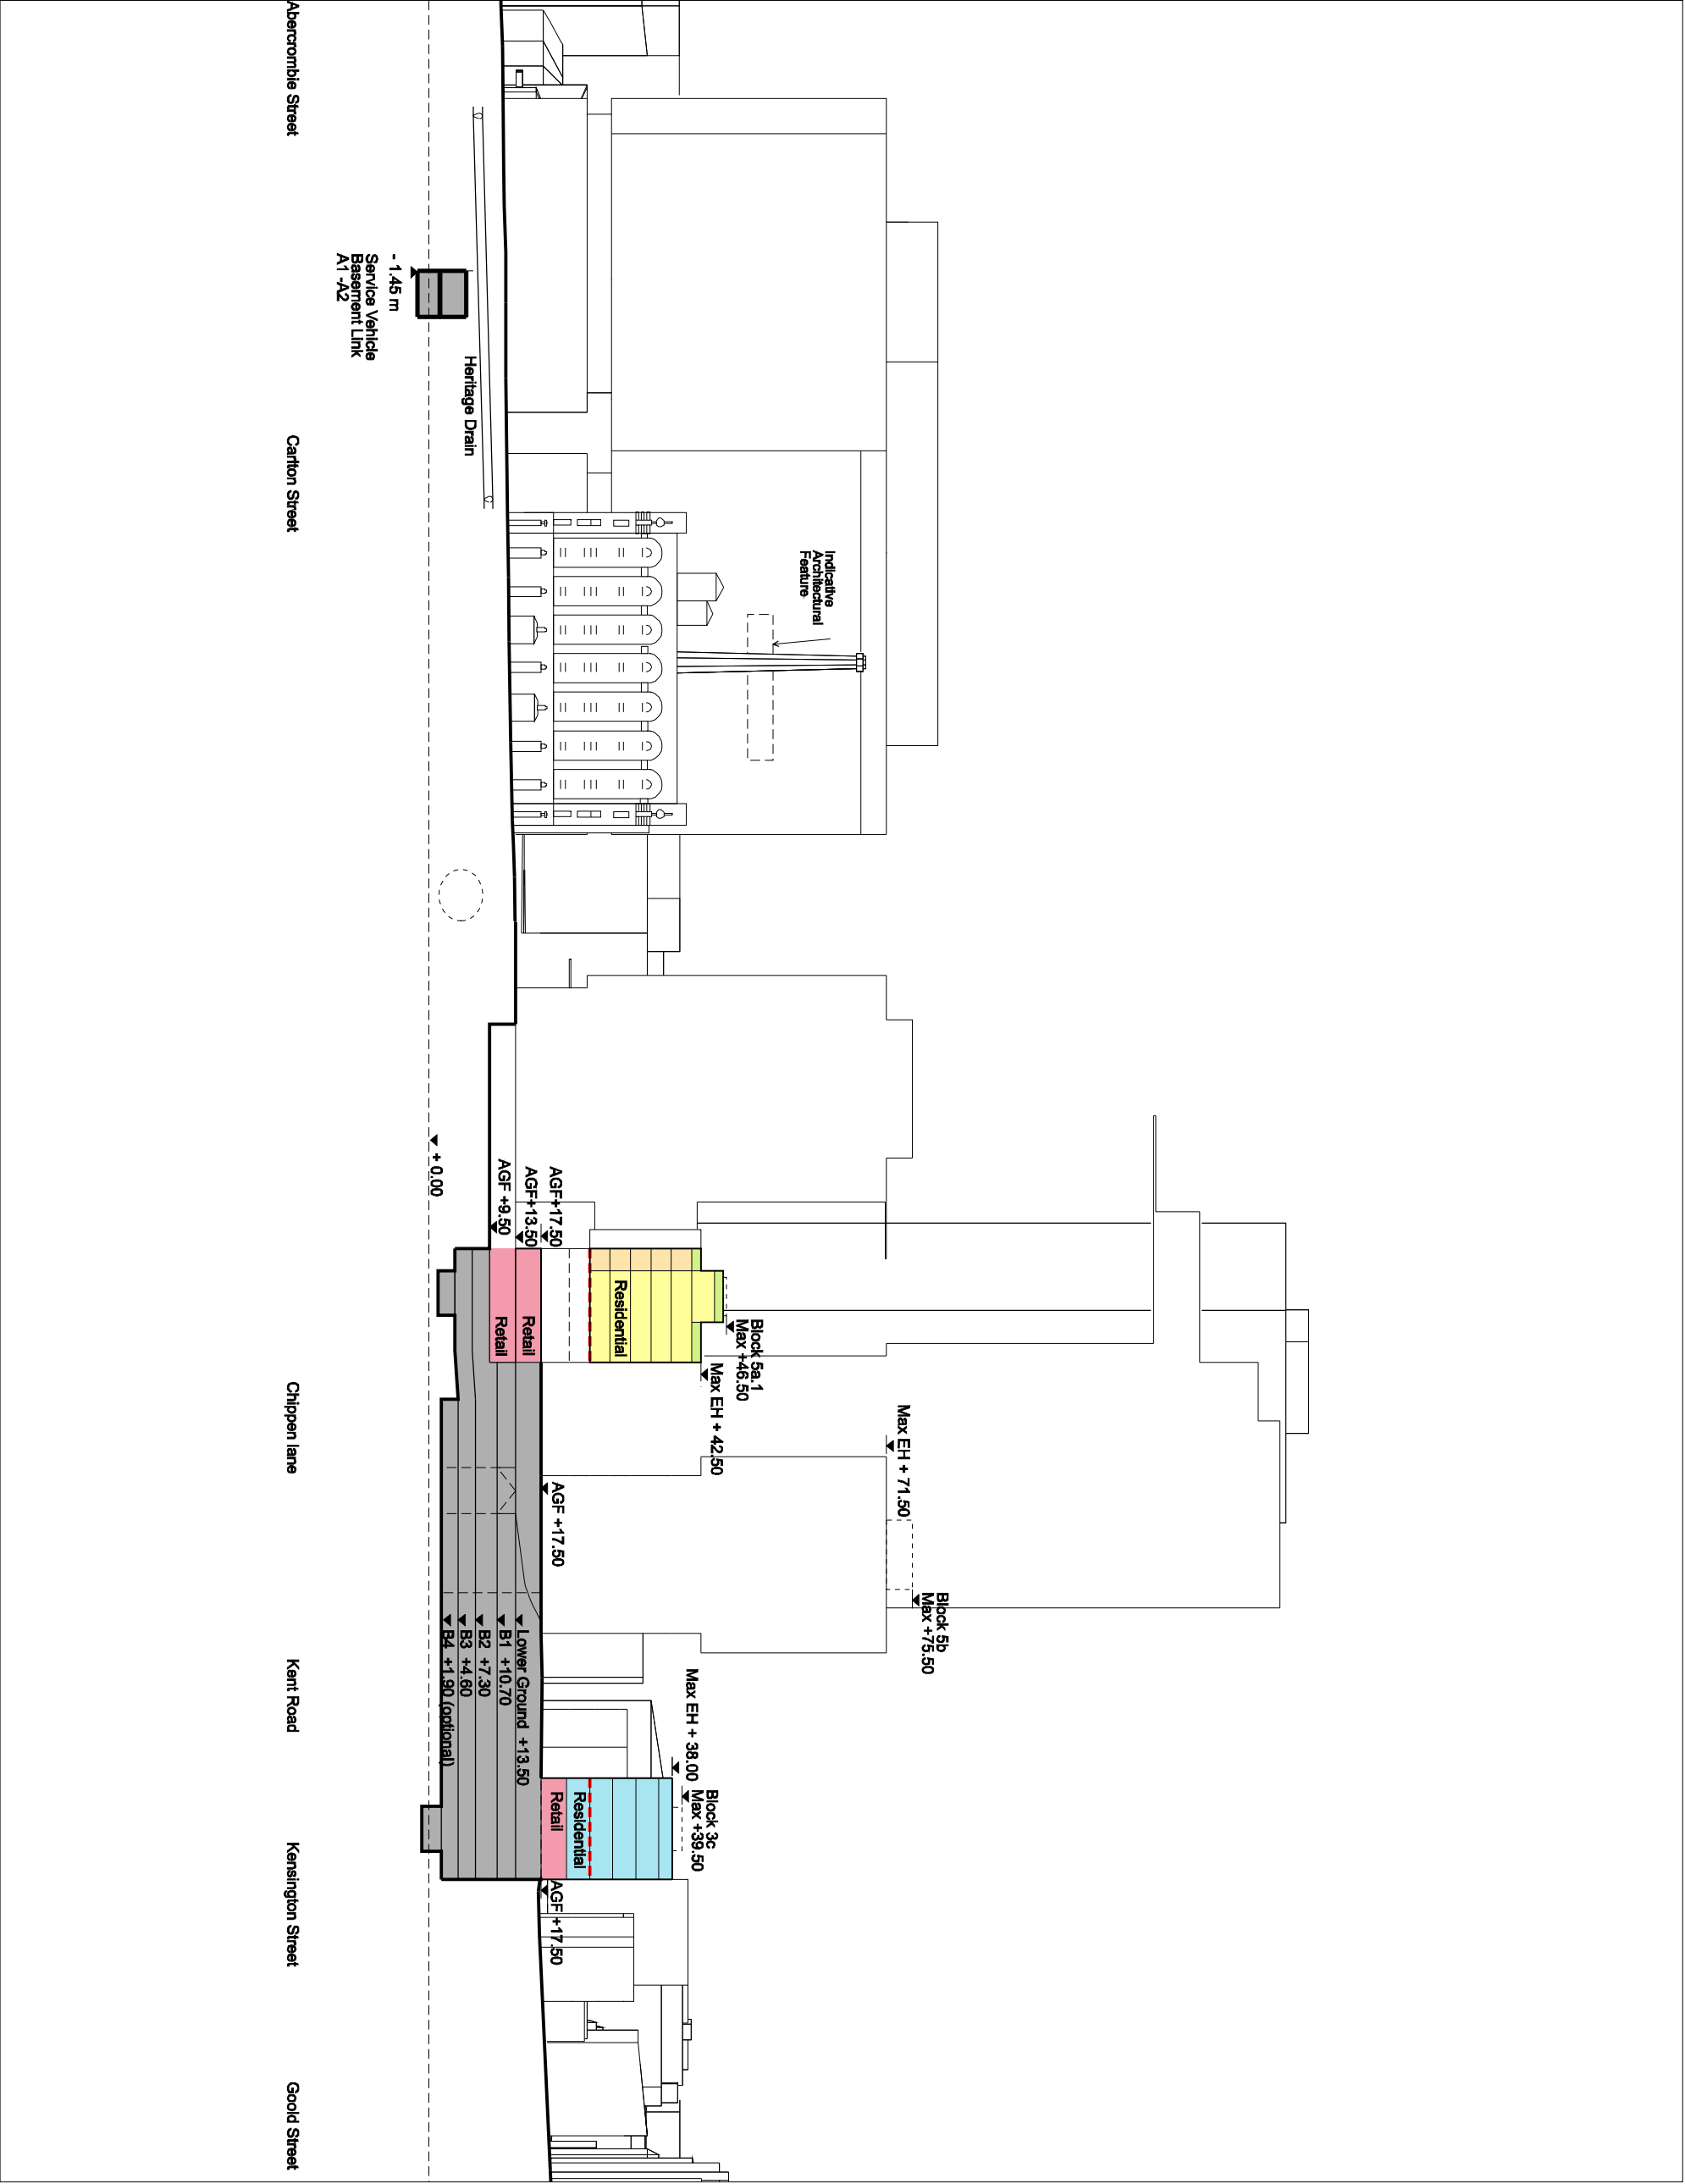 Indicative
Architectural
Feature
Block 5b
Max +75.50
Max EH + 71.50
Block 5a.1
Max +46.50
Max EH + 42.50
Block 3c
Max +39.50
Max EH + 38.00
Residential
AGF+17.50
AGF+13.50
AGF +9.50
Retail
Retail
AGF +17.50
Residential
Retail
AGF +17.50
Lower Ground +13.50
B1 +10.70
B2 +7.30
B3 +4.60
B4 +1.90 (optional)
+ 0.00
Heritage Drain
- 1.45 m
Service Vehicle
Basement Link
A1 -A2
Abercrombie Street
Carlton Street
Chippen lane
Kent Road
Kensington Street
Goold Street